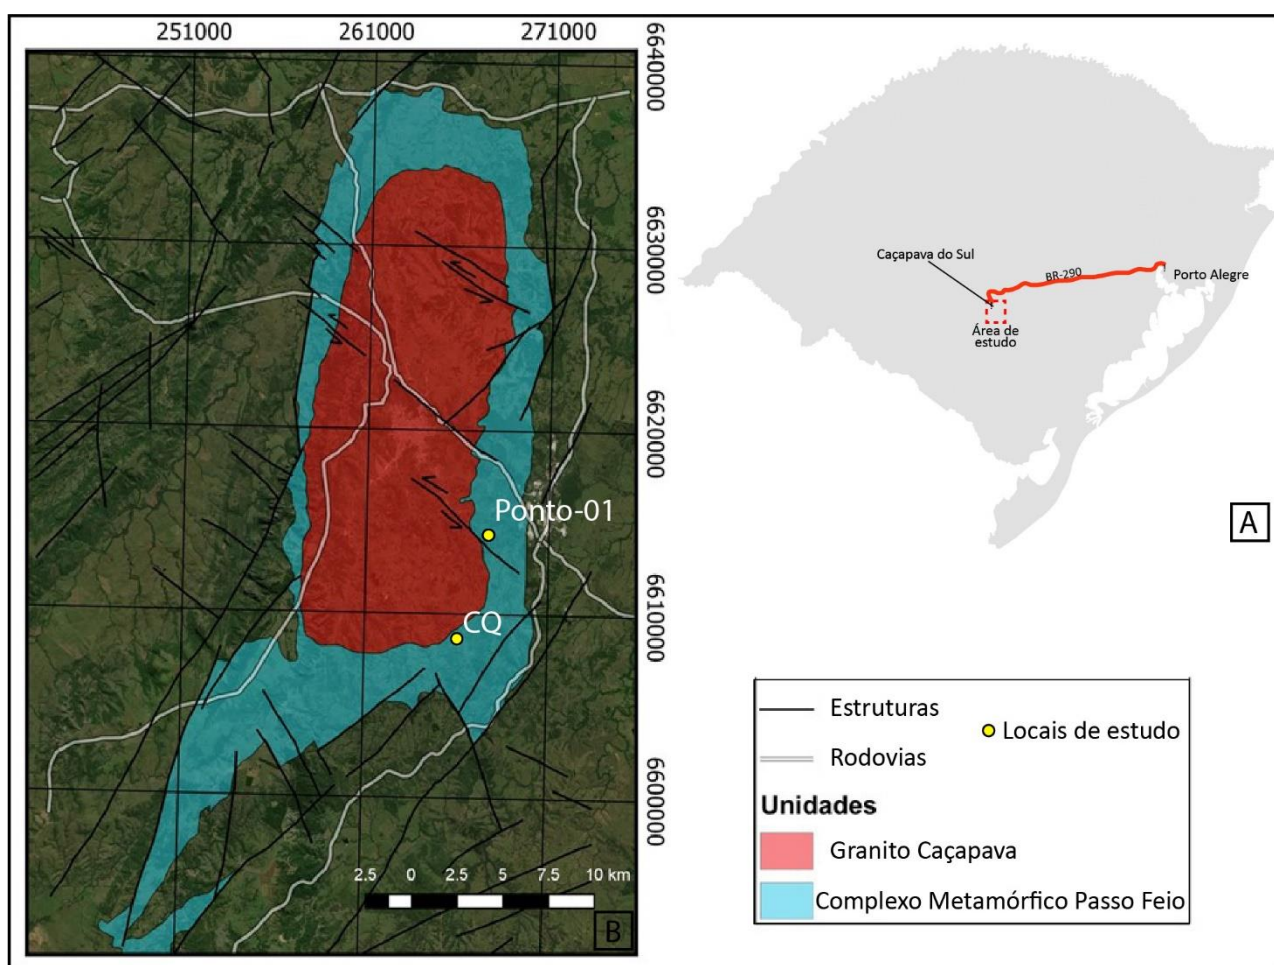 251000 261000 271000
6640000
6630000
6620000
6610000
6600000
Ponto-01
CQ
2.5 0 2.5 5 7.5 10 km
B
Caçapava do Sul
BR-290
Porto Alegre
Área de
estudo
A
Estruturas
Locais de estudo
Rodovias
Unidades
Granito Caçapava
Complexo Metamórfico Passo Feio